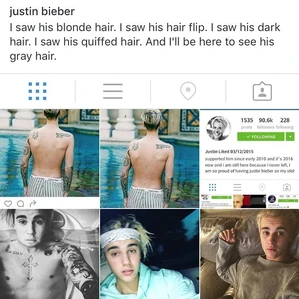 justin bieber
I saw his blonde hair. I saw his hair flip. I saw his dark
hair. I saw his quiffed hair. And I'll be here to see his
gray hair.
1535 90,6k 228
posts followers following
FOLLOWING
Justin Liked 03/12/2015
supported him since early 2010 and it's 2016
now and i am still here because i never left, I
am so proud of having justin bieber as my idol